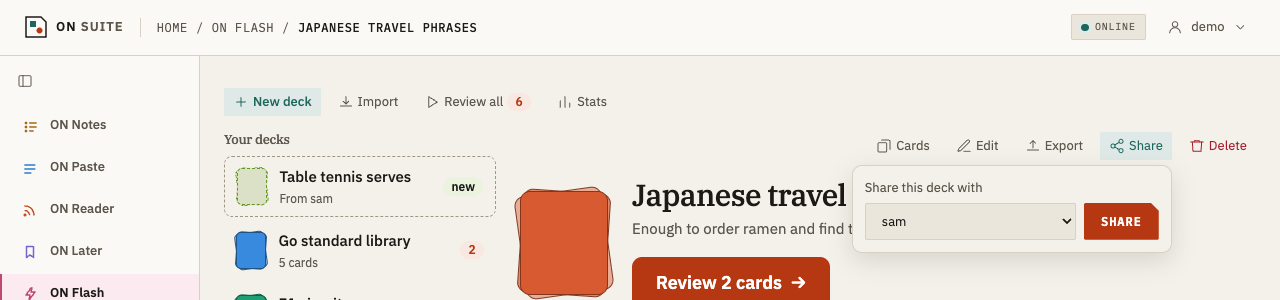 ON SUITE
HOME / ON FLASH / JAPANESE TRAVEL PHRASES
ONLINE
demo
ON Notes
ON Paste
ON Reader
ON Later
ON Flash
New deck
Import
Review all 6
Stats
Your decks
Table tennis serves
From sam
new
Go standard library
5 cards
2
Cards
Edit
Export
Share
Delete
Share this deck with
sam
SHARE
Japanese travel
Enough to order ramen and find t
Review 2 cards →